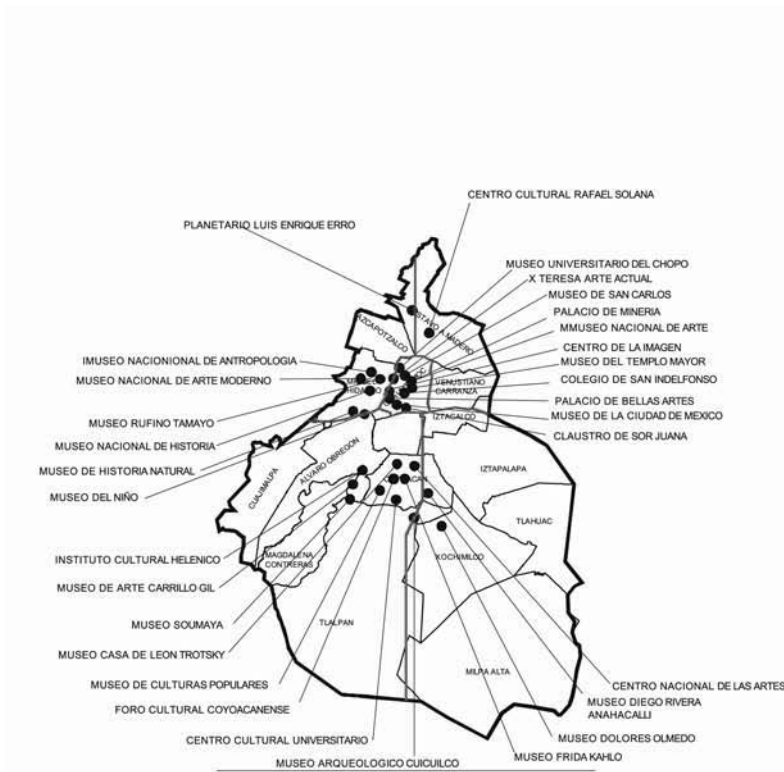 CENTRO CULTURAL RAFAEL SOLANA
PLANETARIO LUIS ENRIQUE ERRO
MUSEO UNIVERSITARIO DEL CHOPO
X TERESA ARTE ACTUAL
MUSEO DE SAN CARLOS
PALACIO DE MINERIA
MMUSEO NACIONAL DE ARTE
CENTRO DE LA IMAGEN
MUSEO DEL TEMPLO MAYOR
COLEGIO DE SAN INDELFONSO
PALACIO DE BELLAS ARTES
MUSEO DE LA CIUDAD DE MEXICO
CLAUSTRO DE SOR JUANA
IMUSEO NACIONIONAL DE ANTROPOLOGIA
MUSEO NACIONAL DE ARTE MODERNO
MUSEO RUFINO TAMAYO
MUSEO NACIONAL DE HISTORIA
MUSEO DE HISTORIA NATURAL
MUSEO DEL NIÑO
AZCAPOTZALCO
A MADERO
HIDALGO
VENUSTIANO
CARRANZA
IZTACALCO
CUAJIMALPA
ALVARO OBREGON
IZTAPALAPA
TLAHUAC
XOCHIMILCO
MAGDALENA
CONTRERAS
TLALPAN
MILPA ALTA
INSTITUTO CULTURAL HELENICO
MUSEO DE ARTE CARRILLO GIL
MUSEO SOUMAYA
MUSEO CASA DE LEON TROTSKY
MUSEO DE CULTURAS POPULARES
FORO CULTURAL COYOACANENSE
CENTRO CULTURAL UNIVERSITARIO
MUSEO ARQUEOLOGICO CUICUILCO
CENTRO NACIONAL DE LAS ARTES
MUSEO DIEGO RIVERA
ANAHACALLI
MUSEO DOLORES OLMEDO
MUSEO FRIDA KAHLO